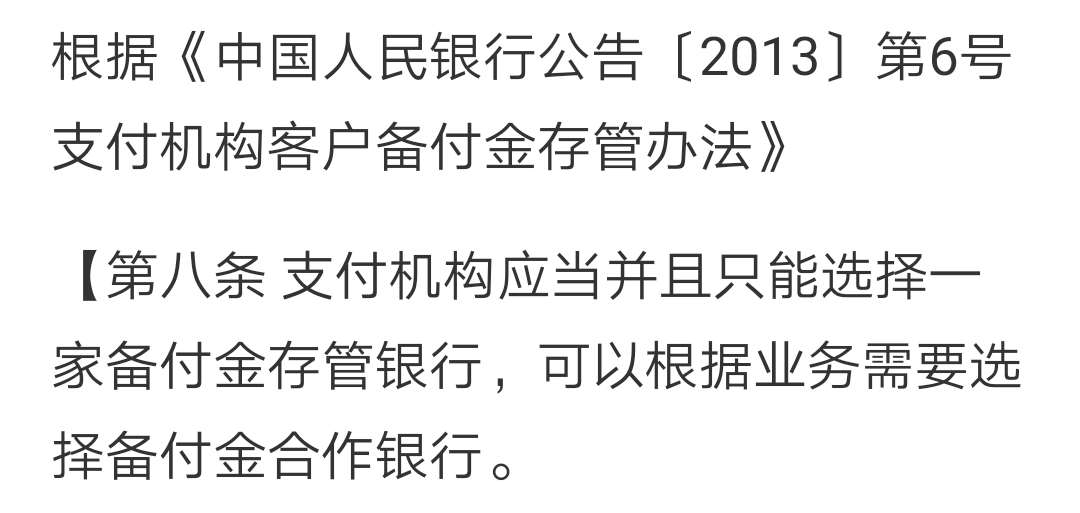 根据《中国人民银行公告〔2013〕第6号
支付机构客户备付金存管办法》
【第八条 支付机构应当并且只能选择一
家备付金存管银行，可以根据业务需要选
择备付金合作银行。